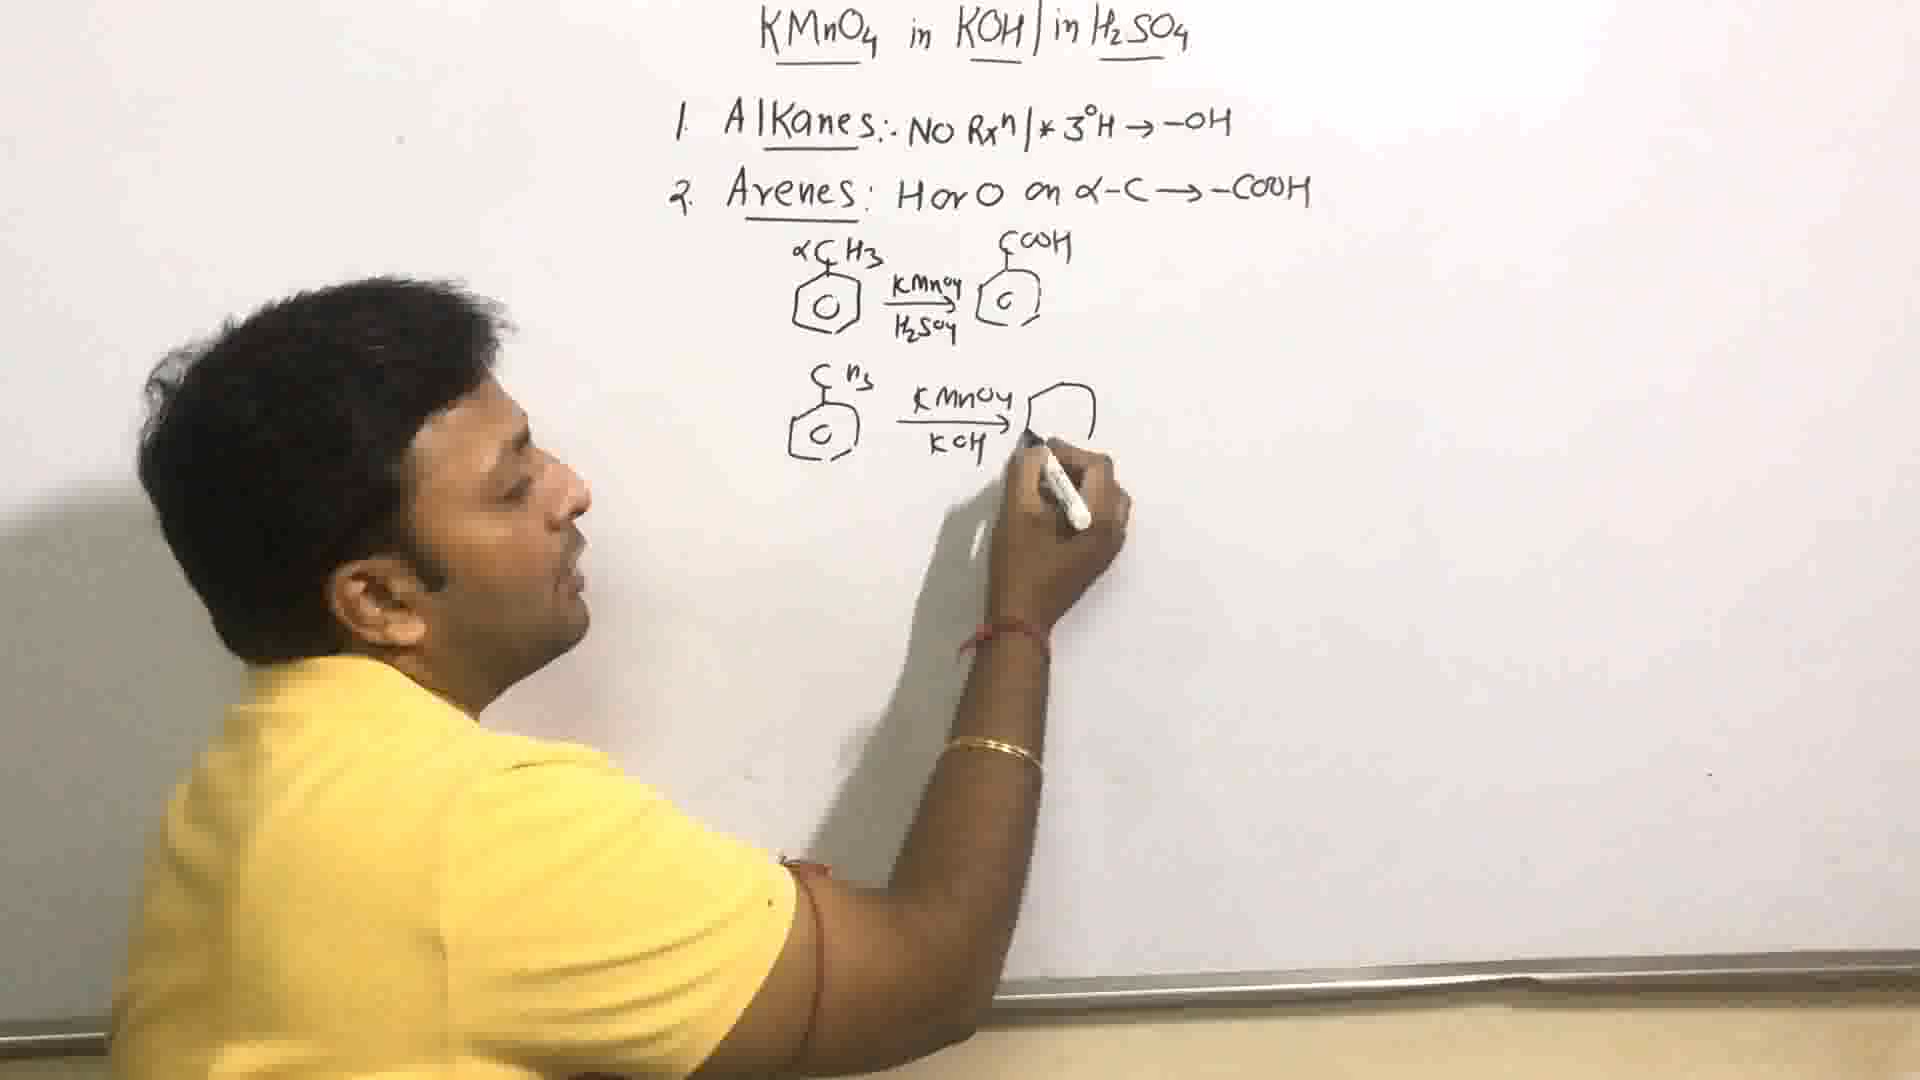 KMnO4 in KOH/in H2SO4
1. Alkanes:- NO Rxn/* 3°H → -OH
2. Arenes: H or O on α-C → -COOH
αCH3 KMnO4 H2SO4 COOH
CH3 KMnO4 KOH